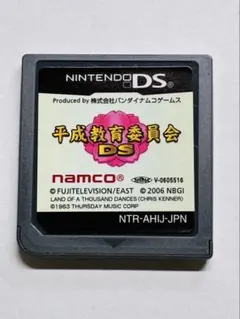 NINTENDO DS
Produced by 株式会社バンダイナムコゲームス
平成教育委員会
DS
namco®
V-0605516
© FUJITELEVISION/EAST © 2006 NBGI
LAND OF A THOUSAND DANCES (CHRIS KENNER)
©1963 THURSDAY MUSIC CORP
NTR-AHIJ-JPN